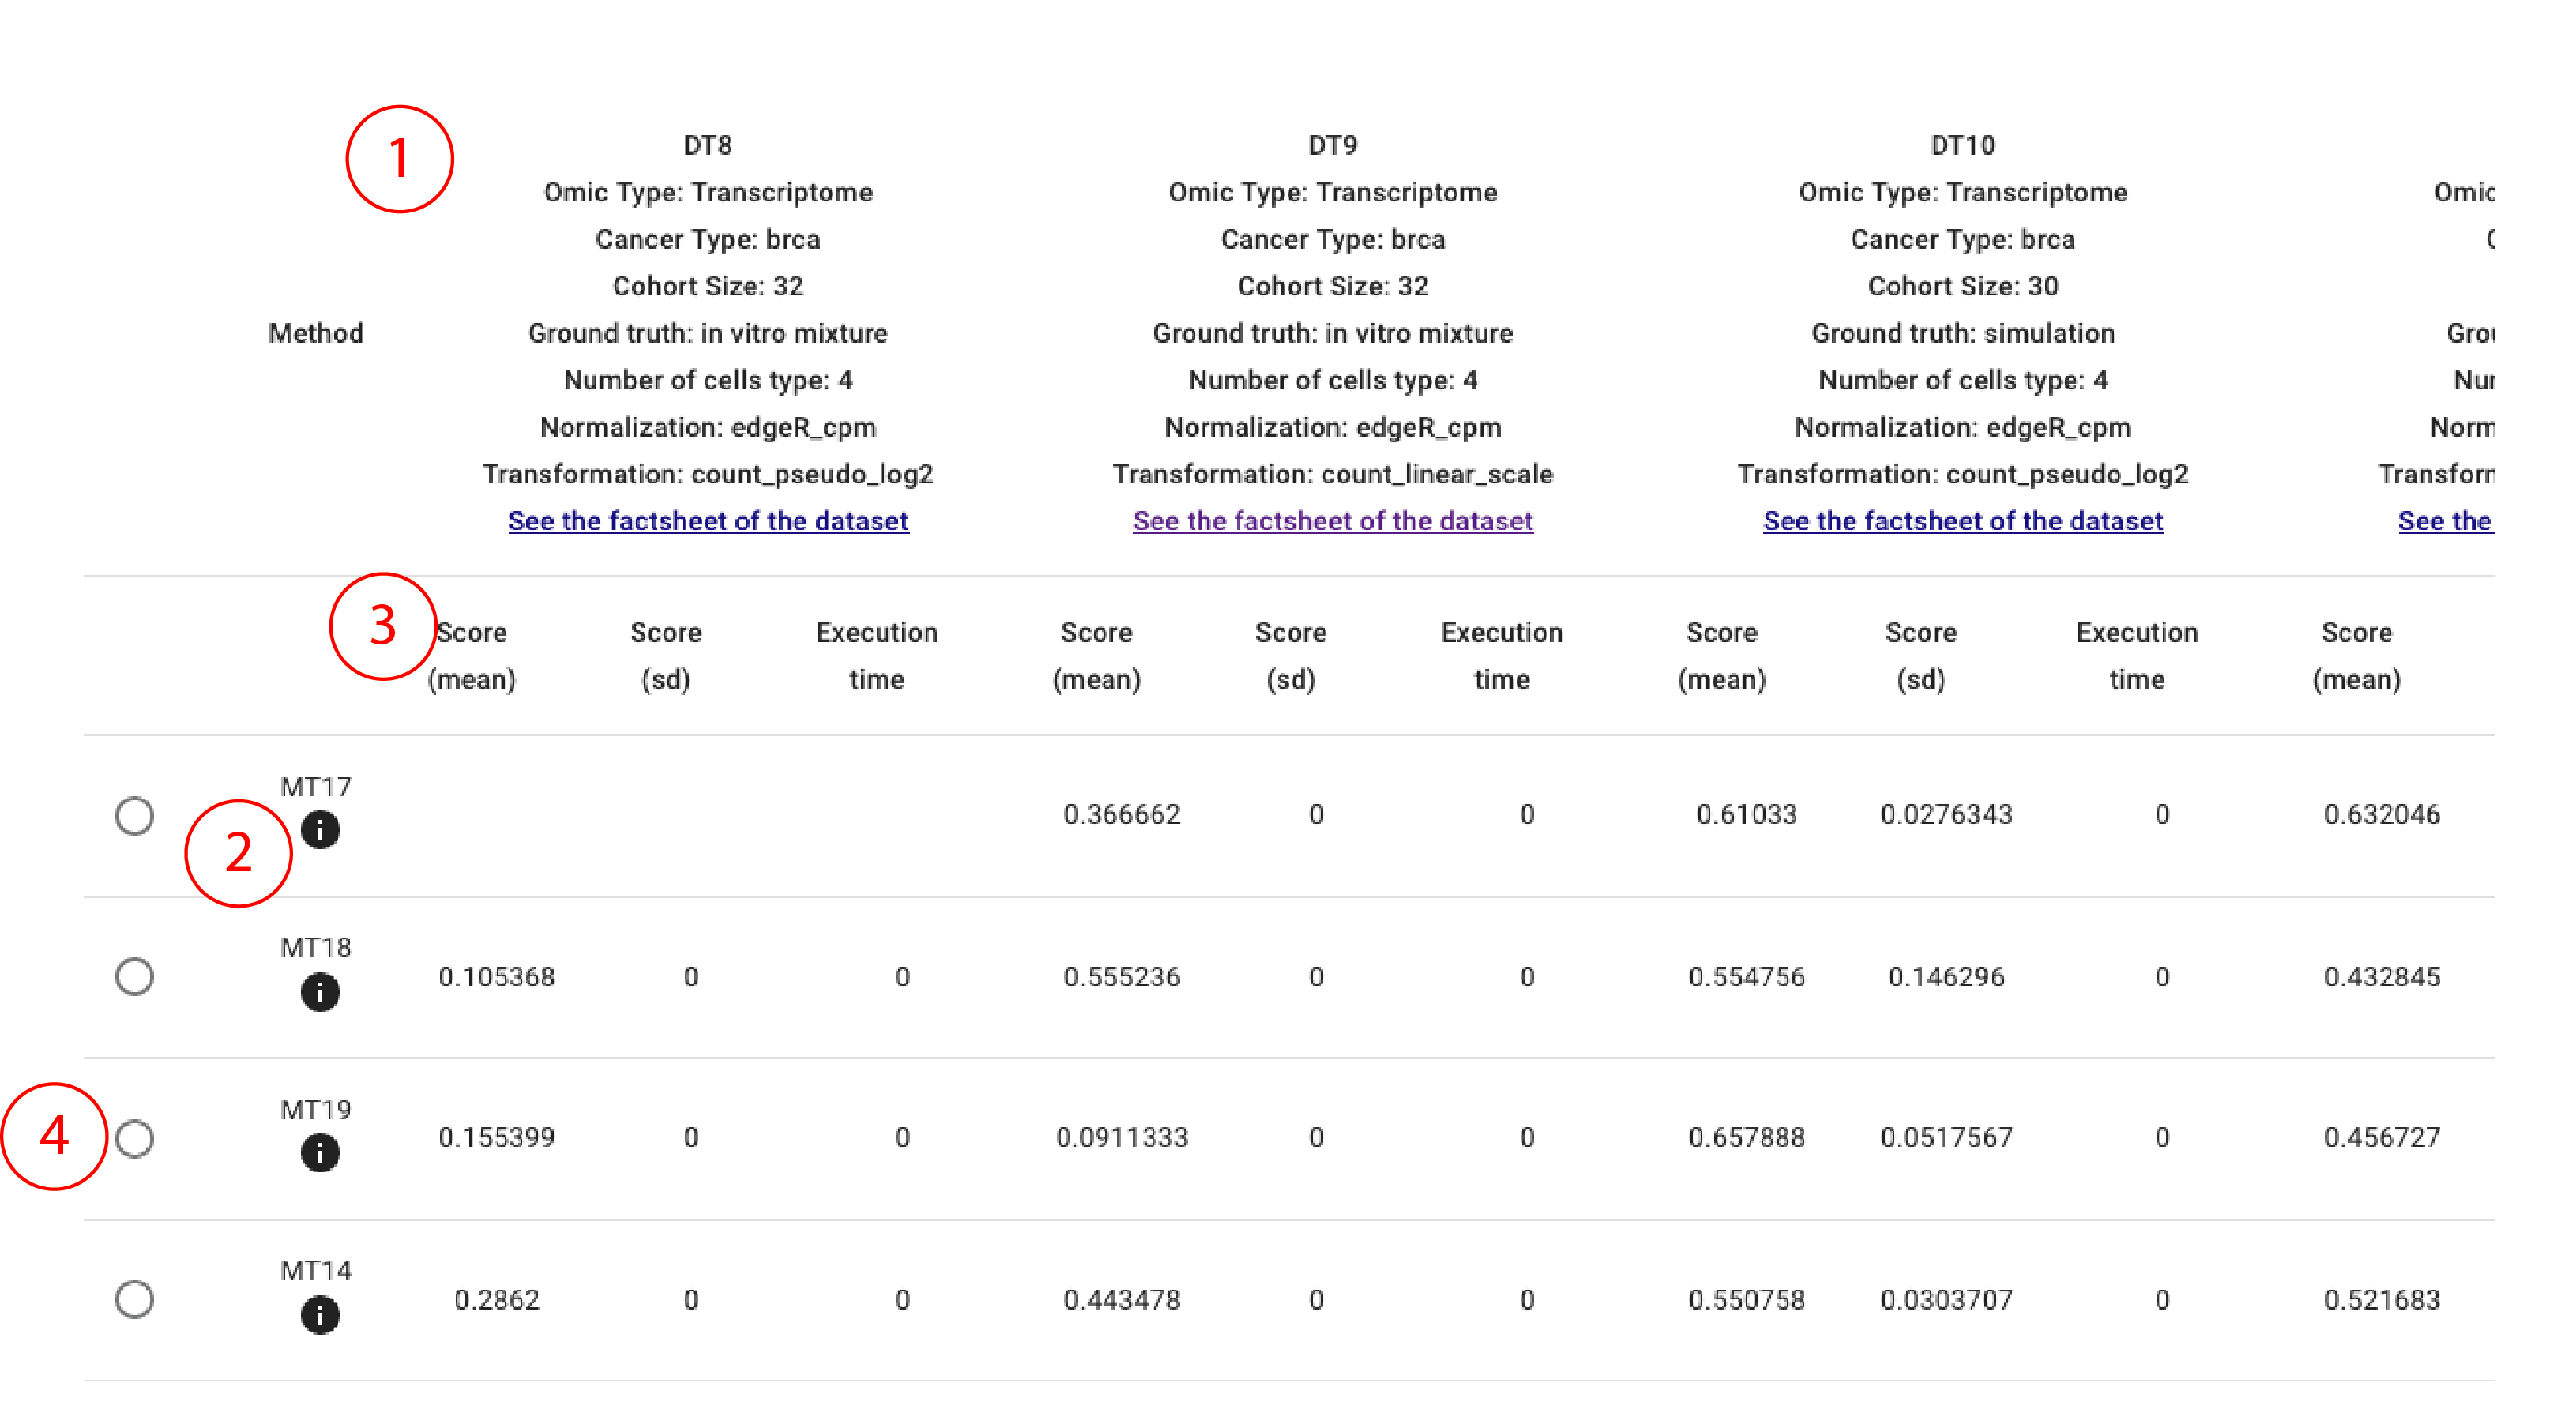 1
DT8 DT9 DT10
Omic Type: Transcriptome Omic Type: Transcriptome Omic Type: Transcriptome Omic
Cancer Type: brca Cancer Type: brca Cancer Type: brca
Cohort Size: 32 Cohort Size: 32 Cohort Size: 30
Method Ground truth: in vitro mixture Ground truth: in vitro mixture Ground truth: simulation
Number of cells type: 4 Number of cells type: 4 Number of cells type: 4
Normalization: edgeR_cpm Normalization: edgeR_cpm Normalization: edgeR_cpm Norm
Transformation: count_pseudo_log2 Transformation: count_linear_scale Transformation: count_pseudo_log2
See the factsheet of the dataset See the factsheet of the dataset See the factsheet of the dataset See the
3
Score Score Execution Score Score Execution Score Score Execution Score
(mean) (sd) time (mean) (sd) time (mean) (sd) time (mean)
MT17
i 0.366662 0 0 0.61033 0.0276343 0 0.632046
2
MT18
i 0.105368 0 0 0.555236 0 0 0.554756 0.146296 0 0.432845
MT19
4 i 0.155399 0 0 0.0911333 0 0 0.657888 0.0517567 0 0.456727
MT14
i 0.2862 0 0 0.443478 0 0 0.550758 0.0303707 0 0.521683